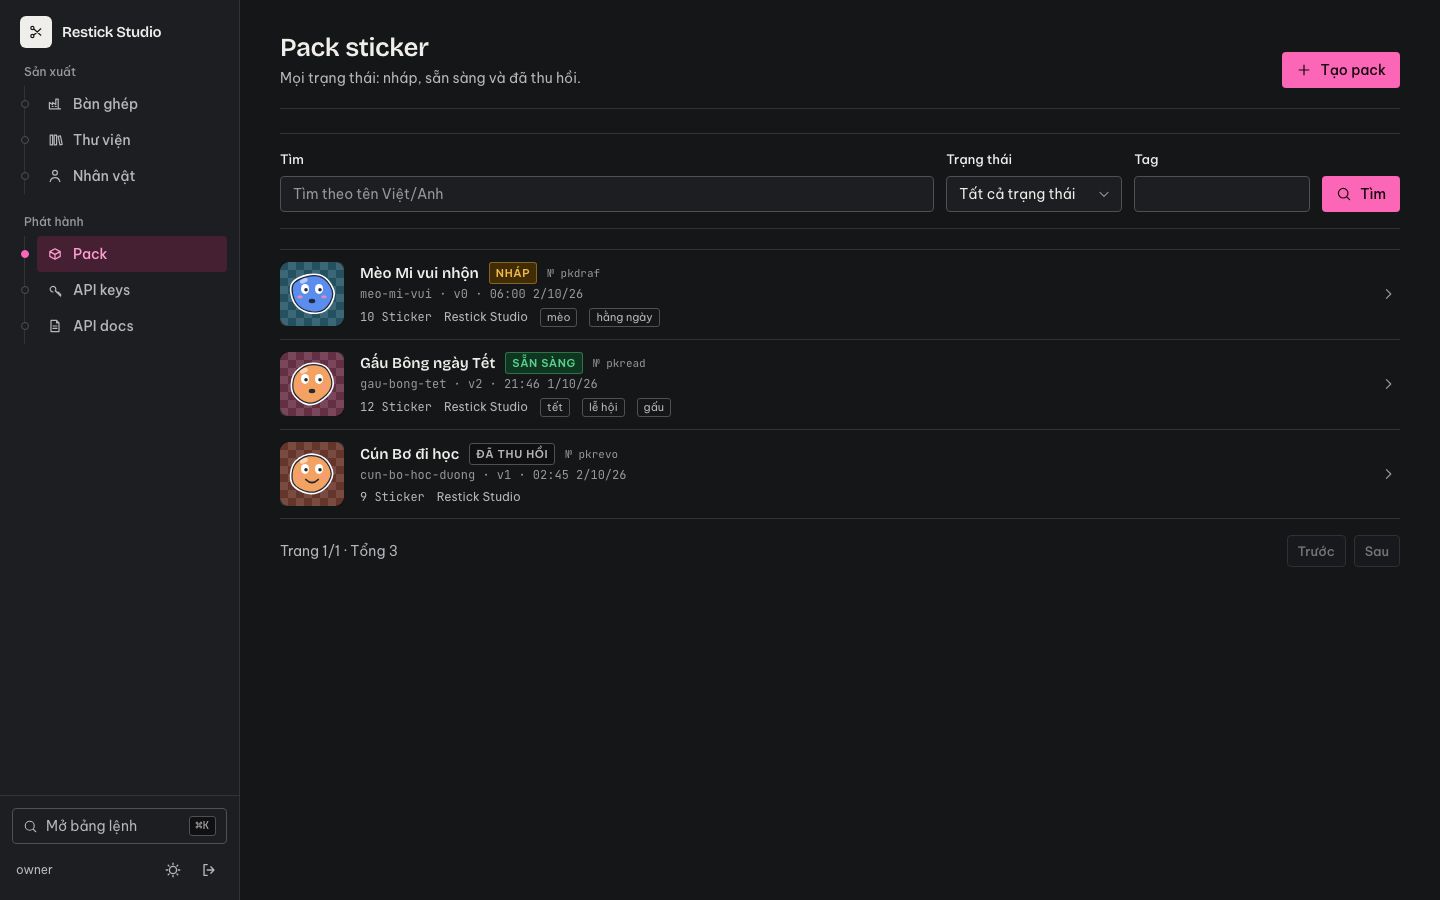 Restick Studio
Sản xuất
Bàn ghép
Thư viện
Nhân vật
Phát hành
Pack
API keys
API docs
Mở bảng lệnh ⌘K
owner
Pack sticker
Mọi trạng thái: nháp, sẵn sàng và đã thu hồi.
Tạo pack
Tìm Trạng thái Tag
Tìm theo tên Việt/Anh Tất cả trạng thái Tìm
Mèo Mi vui nhộn NHÁP № pkdraf
meo-mi-vui · v0 · 06:00 2/10/26
10 Sticker Restick Studio mèo hằng ngày
Gấu Bông ngày Tết SẴN SÀNG № pkread
gau-bong-tet · v2 · 21:46 1/10/26
12 Sticker Restick Studio tết lễ hội gấu
Cún Bơ đi học ĐÃ THU HỒI № pkrevo
cun-bo-hoc-duong · v1 · 02:45 2/10/26
9 Sticker Restick Studio
Trang 1/1 · Tổng 3 Trước Sau